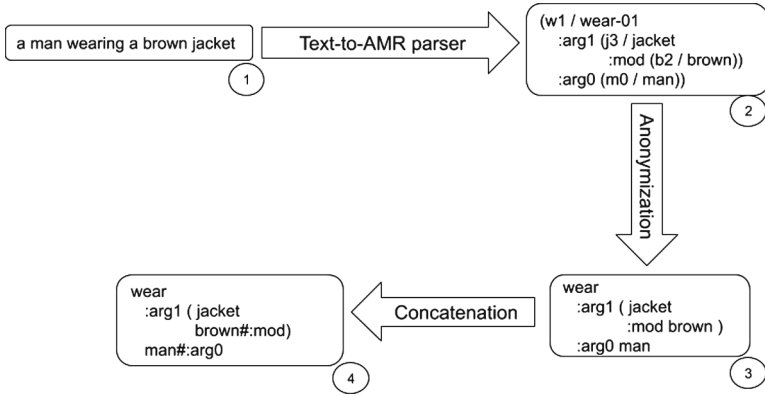 a man wearing a brown jacket
1
Text-to-AMR parser
(w1 / wear-01
:arg1 (j3 / jacket
:mod (b2 / brown))
:arg0 (m0 / man))
2
Anonymization
wear
:arg1 ( jacket
:mod brown )
:arg0 man
3
Concatenation
wear
:arg1 ( jacket
brown#:mod)
man#:arg0
4